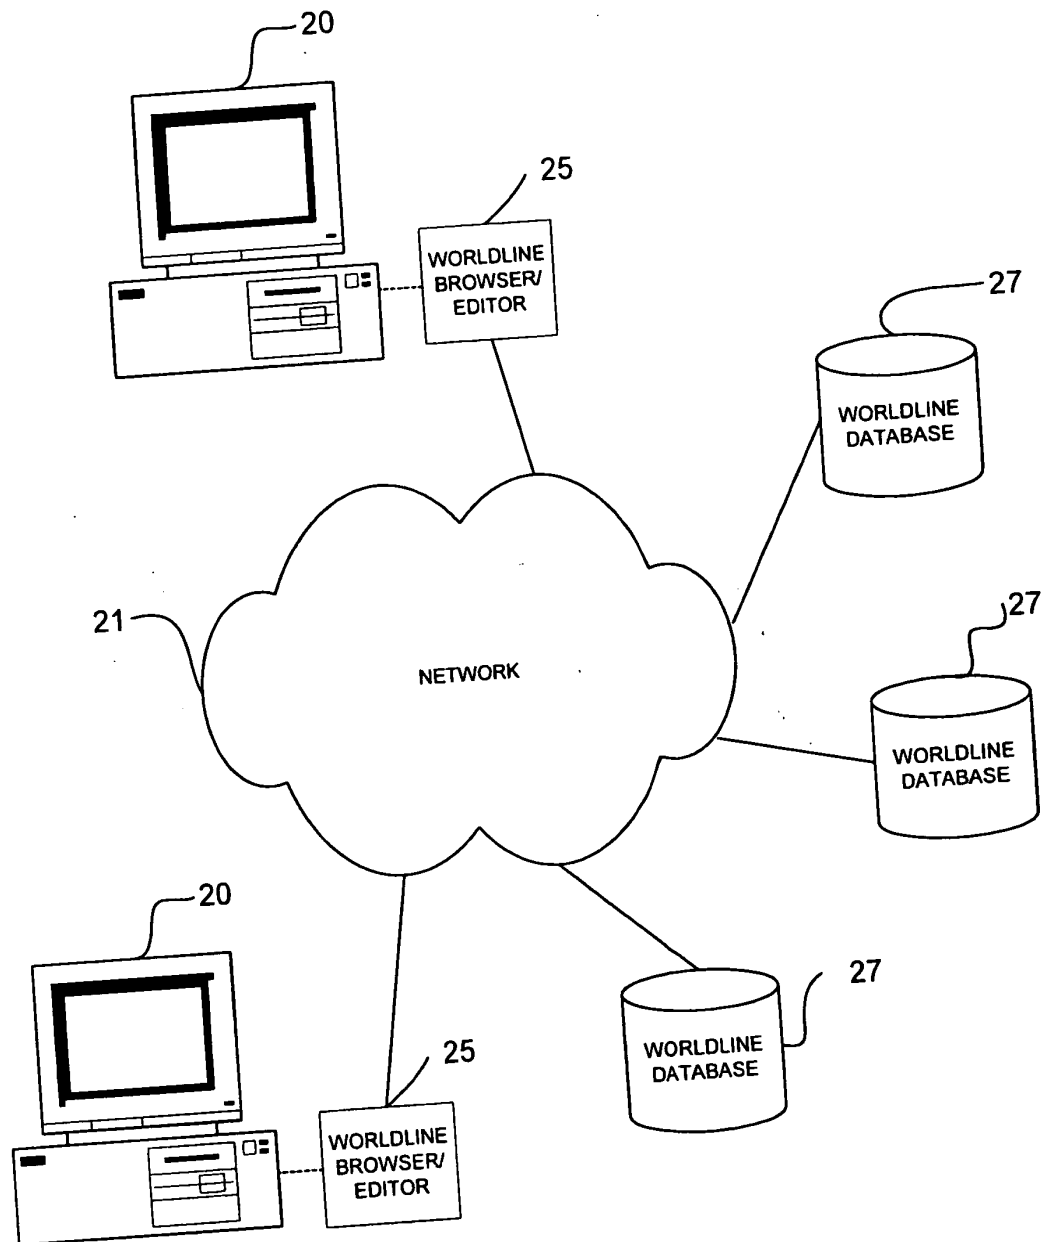 20
25
WORLDLINE
BROWSER/
EDITOR
27
WORLDLINE
DATABASE
21
NETWORK
27
WORLDLINE
DATABASE
20
25
WORLDLINE
BROWSER/
EDITOR
27
WORLDLINE
DATABASE